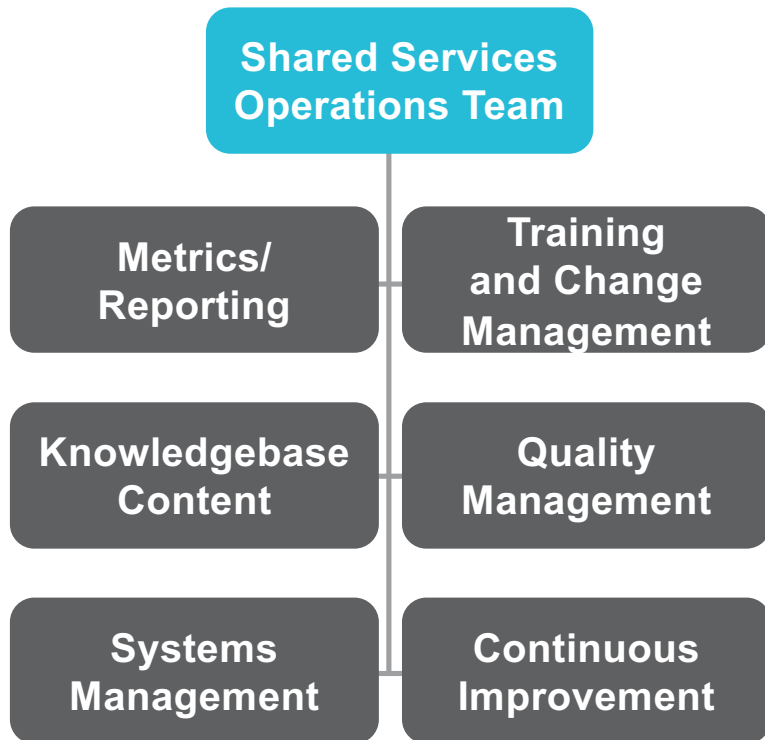 Shared Services
Operations Team
Metrics/
Reporting
Training
and Change
Management
Knowledgebase
Content
Quality
Management
Systems
Management
Continuous
Improvement